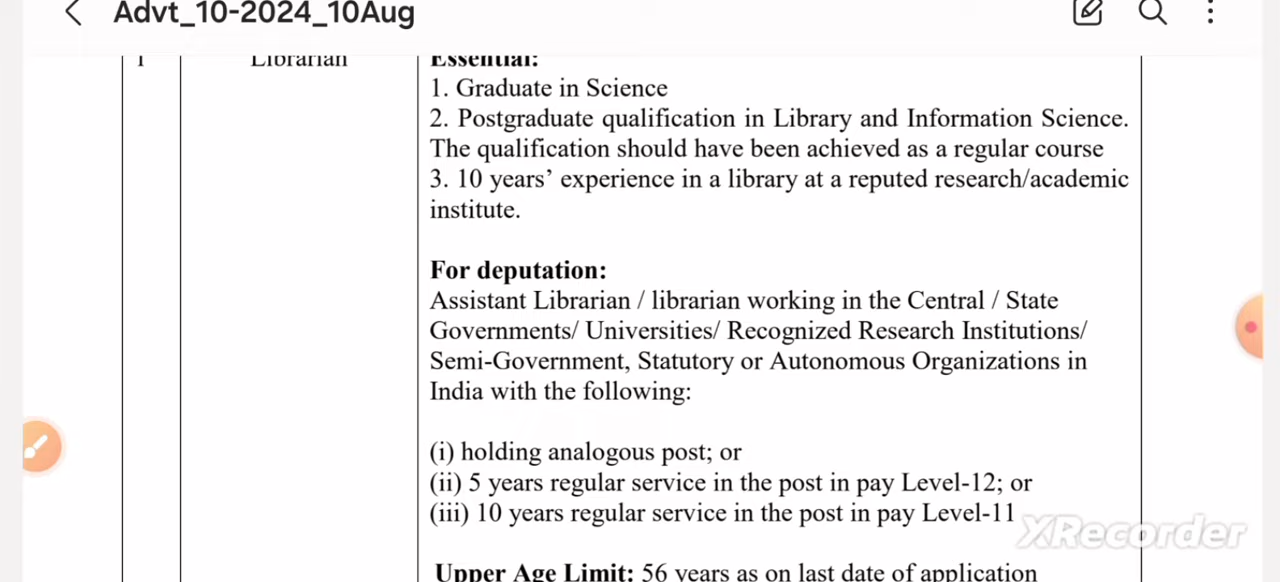 Advt_10-2024_10Aug
1 Librarian Essential:
1. Graduate in Science
2. Postgraduate qualification in Library and Information Science.
The qualification should have been achieved as a regular course
3. 10 years’ experience in a library at a reputed research/academic
institute.
For deputation:
Assistant Librarian / librarian working in the Central / State
Governments/ Universities/ Recognized Research Institutions/
Semi-Government, Statutory or Autonomous Organizations in
India with the following:
(i) holding analogous post; or
(ii) 5 years regular service in the post in pay Level-12; or
(iii) 10 years regular service in the post in pay Level-11
XRecorder
Upper Age Limit: 56 years as on last date of application